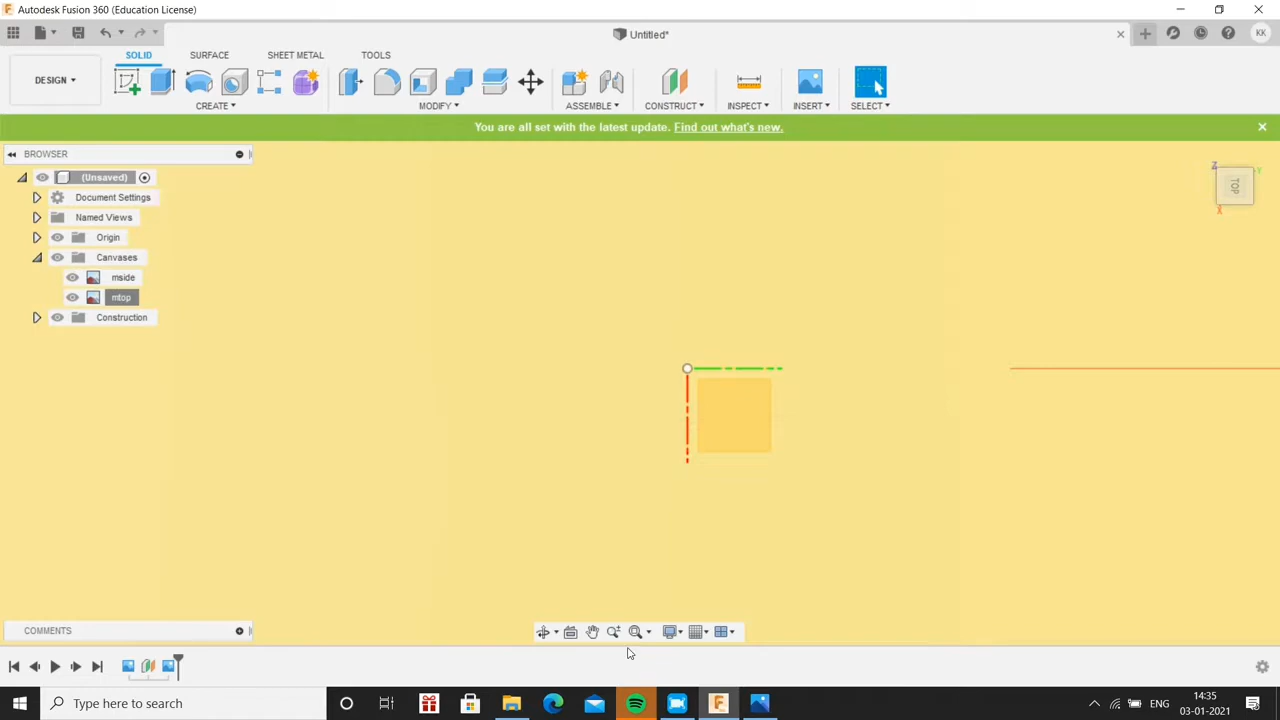 Autodesk Fusion 360 (Education License)
Untitled*
KK
DESIGN
SOLID
SURFACE
SHEET METAL
TOOLS
CREATE
MODIFY
ASSEMBLE
CONSTRUCT
INSPECT
INSERT
SELECT
You are all set with the latest update. Find out what's new.
BROWSER
(Unsaved)
Document Settings
Named Views
Origin
Canvases
mside
mtop
Construction
Z
Y
TOP
X
COMMENTS
Type here to search
ENG
14:35
03-01-2021